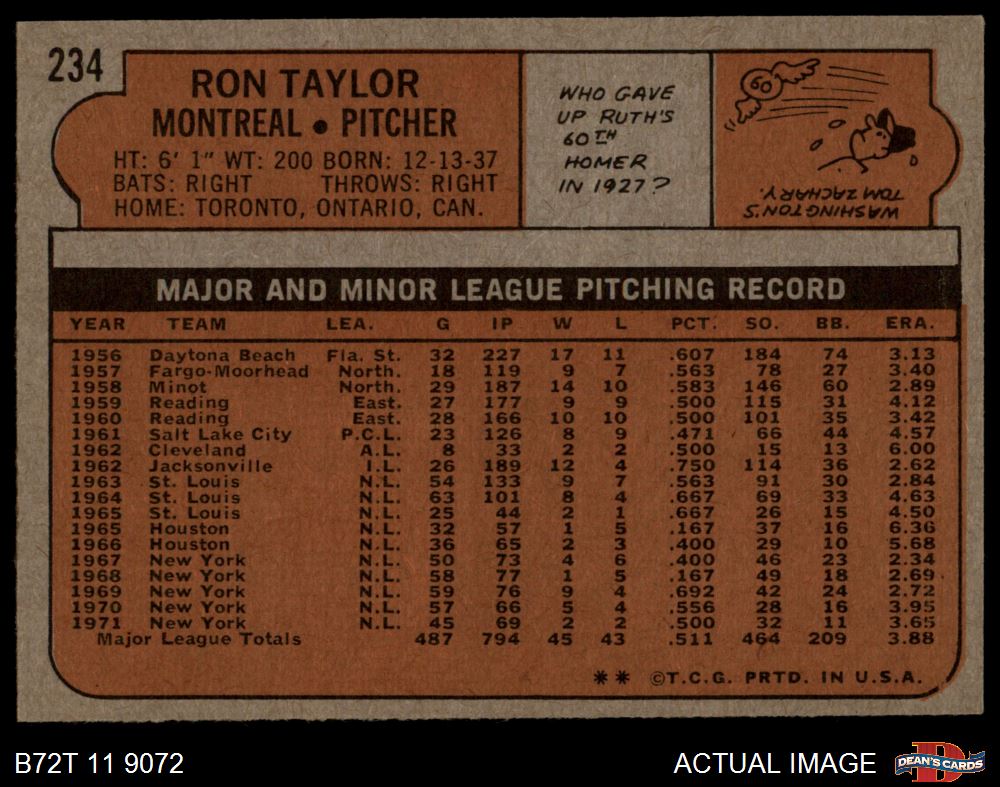 234
RON TAYLOR
MONTREAL • PITCHER
HT: 6' 1" WT: 200 BORN: 12-13-37
BATS: RIGHT THROWS: RIGHT
HOME: TORONTO, ONTARIO, CAN.
WHO GAVE
UP RUTH'S
60TH
HOMER
IN 1927?
60
WASHINGTON'S
TOM ZACHARY.
MAJOR AND MINOR LEAGUE PITCHING RECORD
YEAR TEAM LEA. G IP W L PCT. SO. BB. ERA.
1956 Daytona Beach Fla. St. 32 227 17 11 .607 184 74 3.13
1957 Fargo-Moorhead North. 18 119 9 7 .563 78 27 3.40
1958 Minot North. 29 187 14 10 .583 146 60 2.89
1959 Reading East. 27 177 9 9 .500 115 31 4.12
1960 Reading East. 28 166 10 10 .500 101 35 3.42
1961 Salt Lake City P.C.L. 23 126 8 9 .471 66 44 4.57
1962 Cleveland A.L. 8 33 2 2 .500 15 13 6.00
1962 Jacksonville I.L. 26 189 12 4 .750 114 36 2.62
1963 St. Louis N.L. 54 133 9 7 .563 91 30 2.84
1964 St. Louis N.L. 63 101 8 4 .667 69 33 4.63
1965 St. Louis N.L. 25 44 2 1 .667 26 15 4.50
1965 Houston N.L. 32 57 1 5 .167 37 16 6.36
1966 Houston N.L. 36 65 2 3 .400 29 10 5.68
1967 New York N.L. 50 73 4 6 .400 46 23 2.34
1968 New York N.L. 58 77 1 5 .167 49 18 2.69
1969 New York N.L. 59 76 9 4 .692 42 24 2.72
1970 New York N.L. 57 66 5 4 .556 28 16 3.95
1971 New York N.L. 45 69 2 2 .500 32 11 3.65
Major League Totals 487 794 45 43 .511 464 209 3.88
** ©T.C.G. PRTD. IN U.S.A.
B72T 11 9072
ACTUAL IMAGE
DEAN'S CARDS